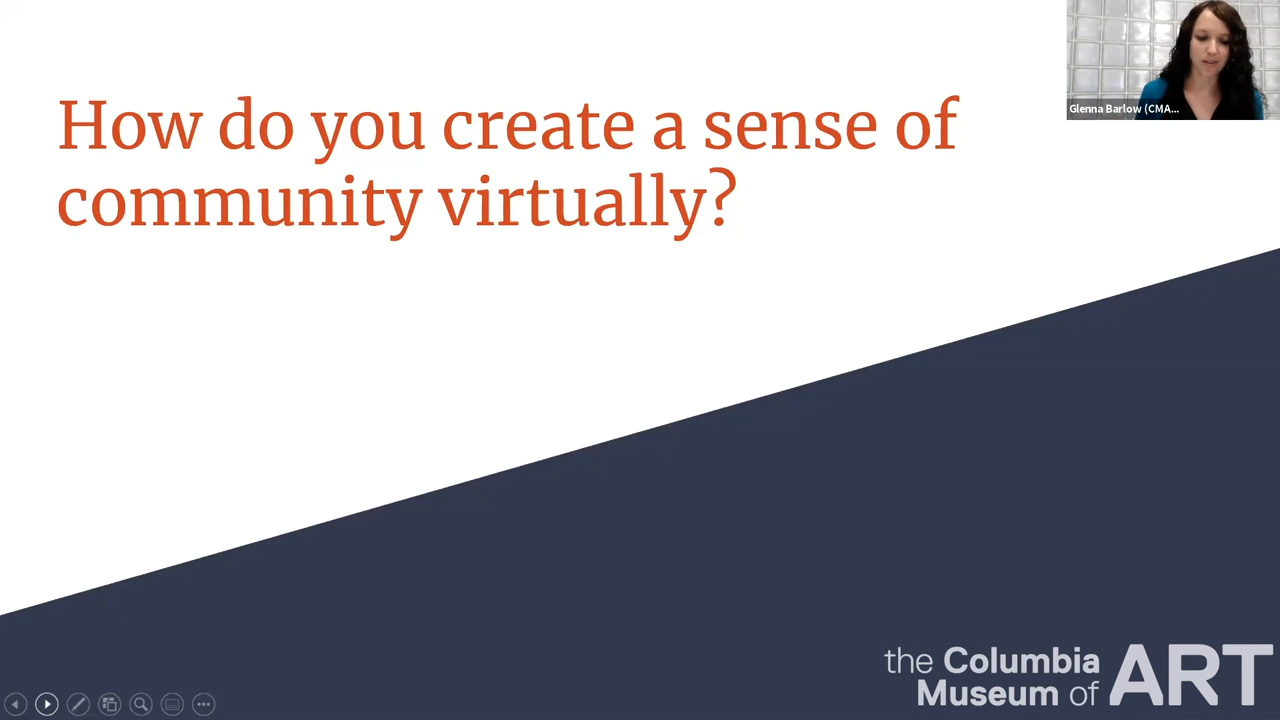 How do you create a sense of
community virtually?
Glenna Barlow (CMA...
the Columbia
Museum of ART